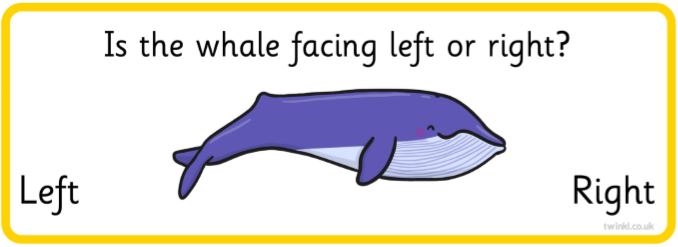 Is the whale facing left or right?
Left
Right
twinkl.co.uk